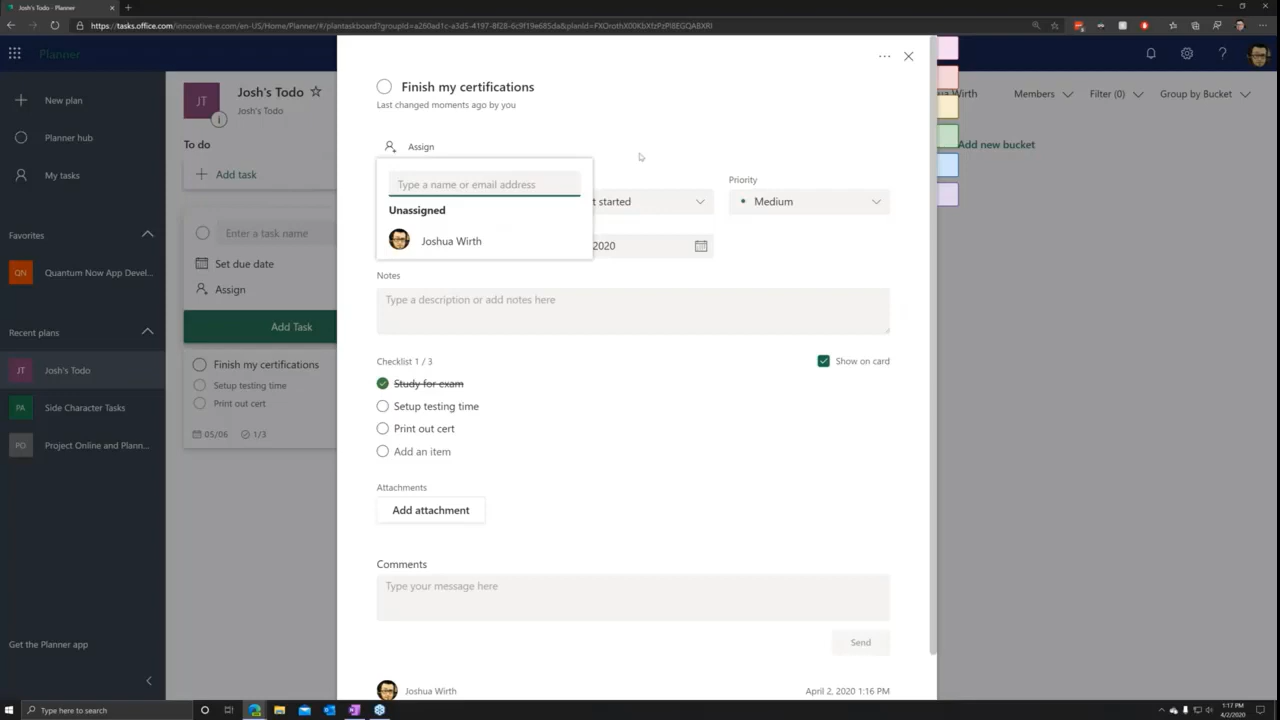 Josh's Todo - Planner
https://tasks.office.com/innovative-e.com/en-US/Home/Planner/#/plantaskboard?groupId=a260ad1c-a3d5-4197-8f28-6c9f19e685da&planId=FXOrothX00KbXfzPzPi8EGQABXRI
Planner
New plan
Planner hub
My tasks
Favorites
QN Quantum Now App Devel...
Recent plans
JT Josh's Todo
PA Side Character Tasks
PO Project Online and Plann...
Get the Planner app
JT
Josh's Todo
Josh's Todo
To do
Add task
Enter a task name
Set due date
Assign
Add Task
Finish my certifications
Setup testing time
Print out cert
05/06 1/3
Finish my certifications
Last changed moments ago by you
Assign
Type a name or email address
Unassigned
Joshua Wirth
t started
Priority
Medium
2020
Notes
Type a description or add notes here
Checklist 1 / 3
Show on card
Study for exam
Setup testing time
Print out cert
Add an item
Attachments
Add attachment
Comments
Type your message here
Send
Joshua Wirth
April 2, 2020 1:16 PM
Wirth
Members
Filter (0)
Group by Bucket
Add new bucket
Type here to search
1:17 PM
4/2/2020